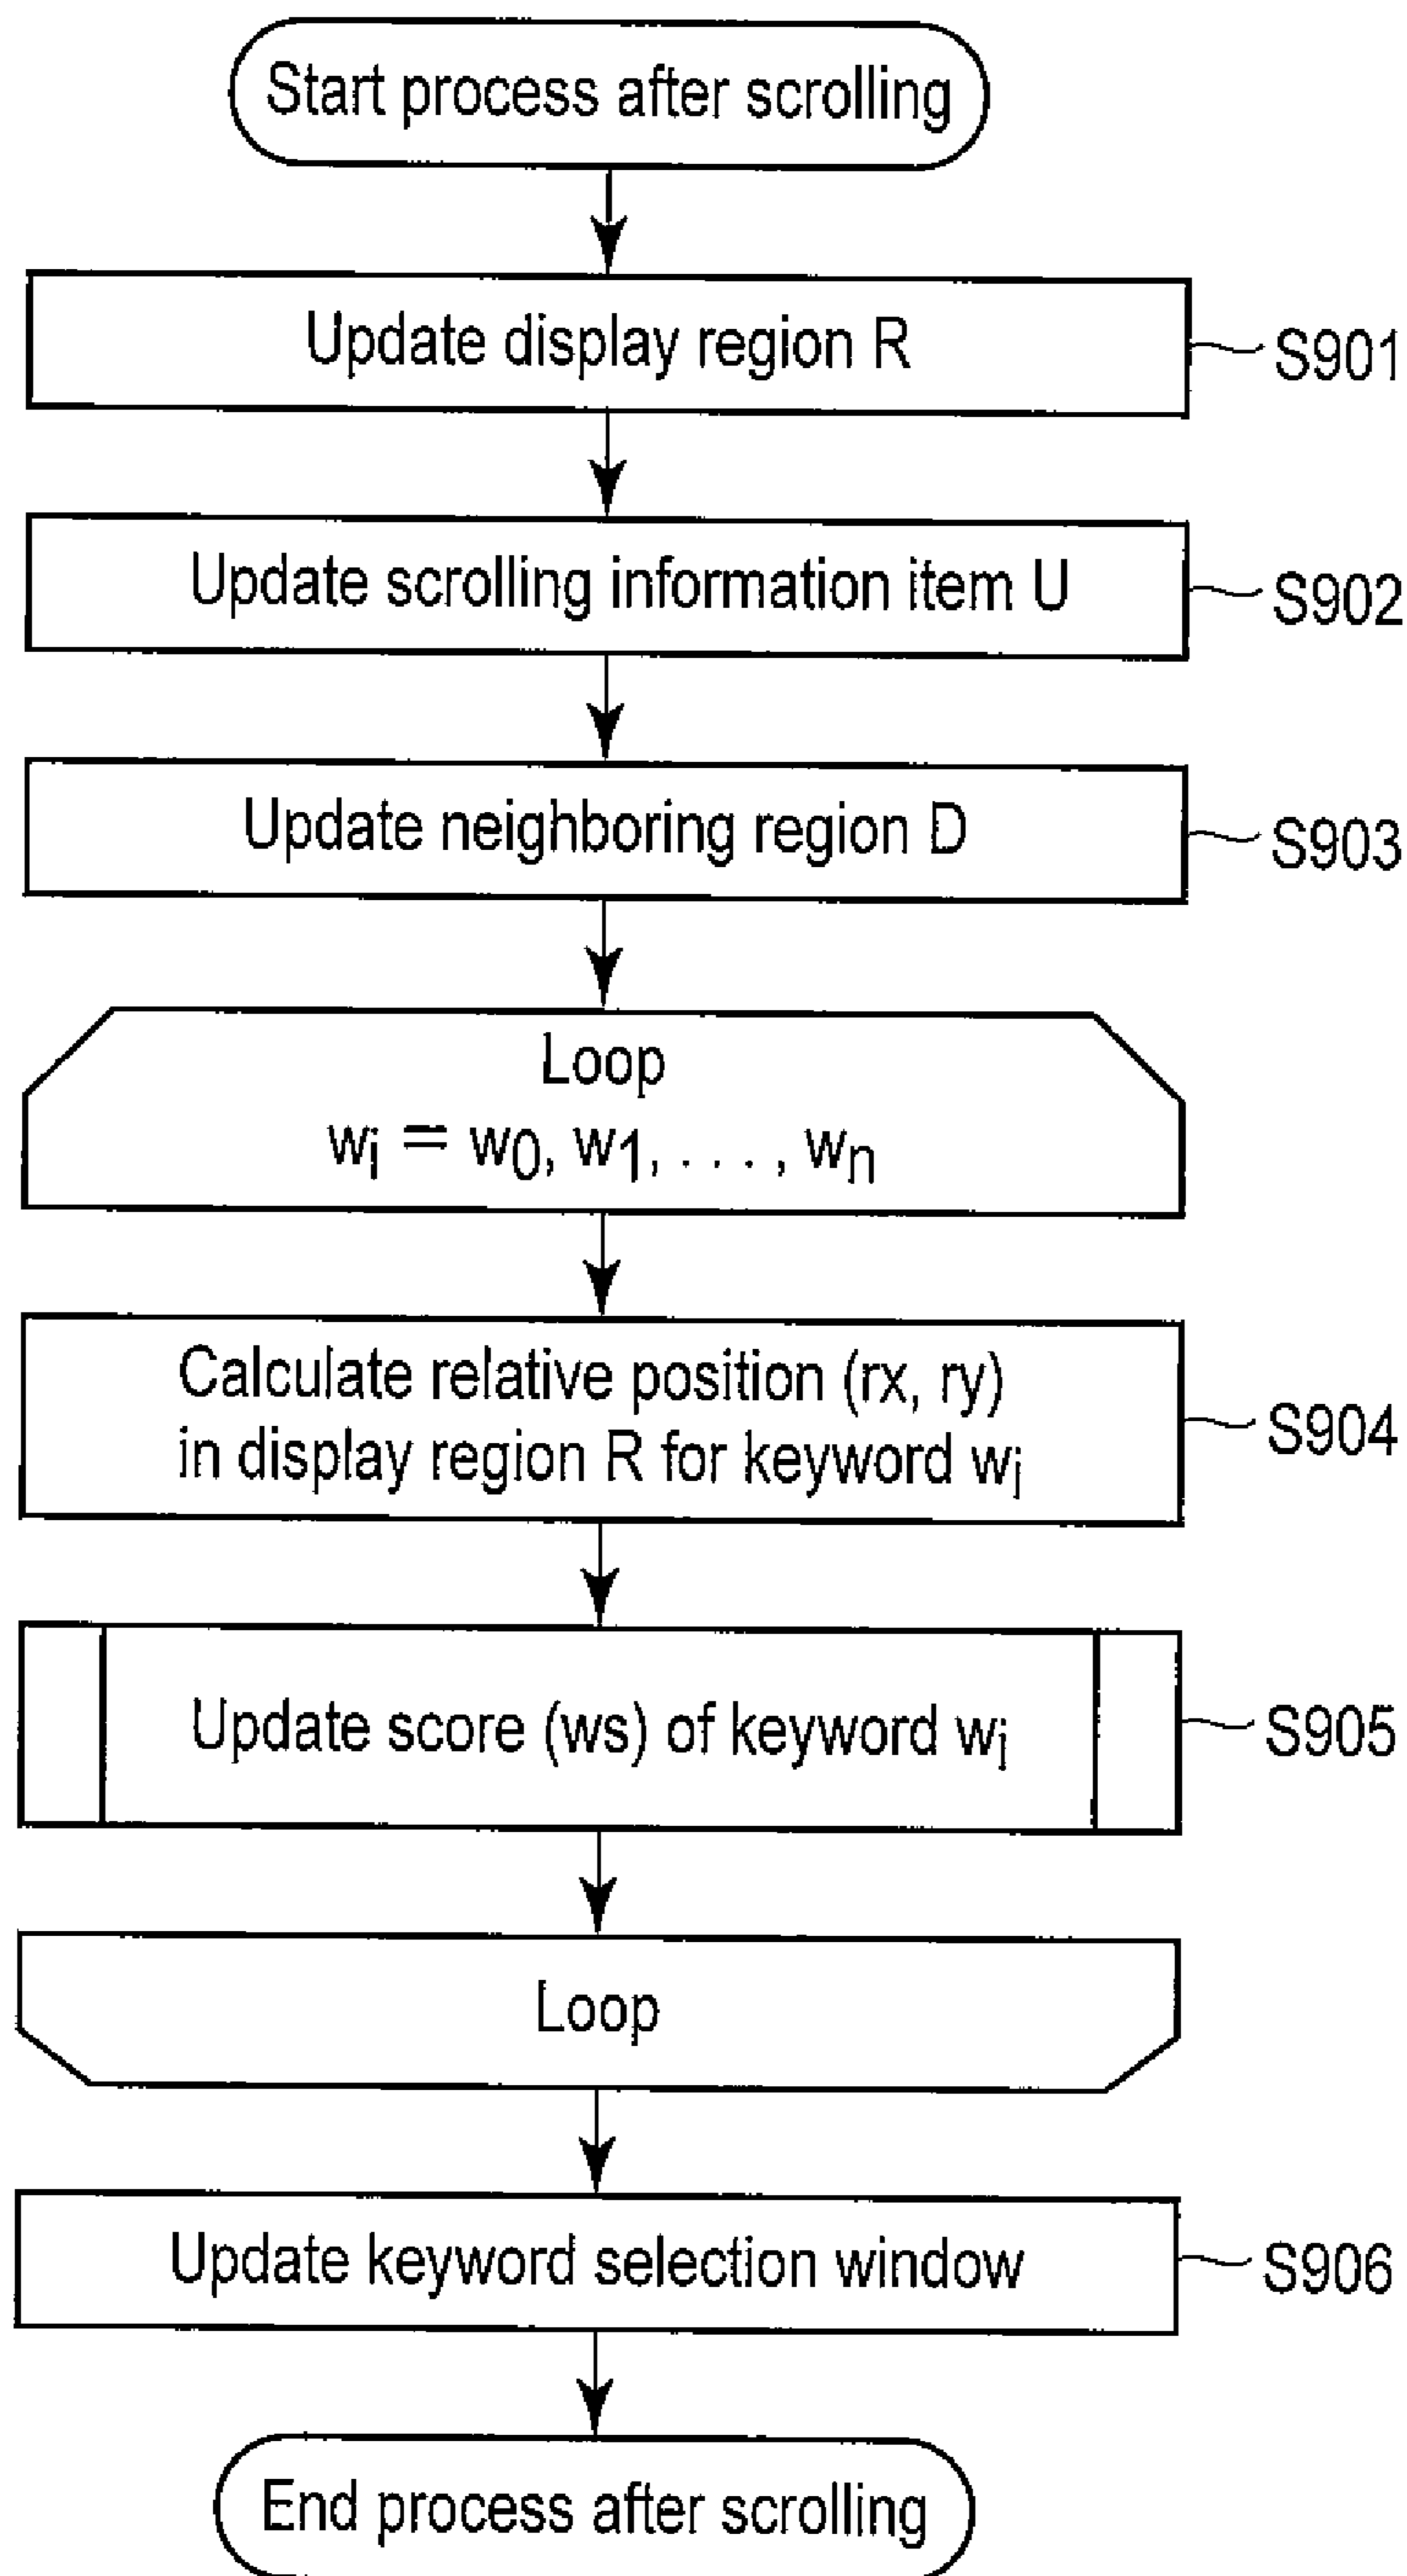 Start process after scrolling
Update display region R
S901
Update scrolling information item U
S902
Update neighboring region D
S903
Loop
wi = w0, w1, . . . , wn
Calculate relative position (rx, ry)
in display region R for keyword wi
S904
Update score (ws) of keyword wi
S905
Loop
Update keyword selection window
S906
End process after scrolling